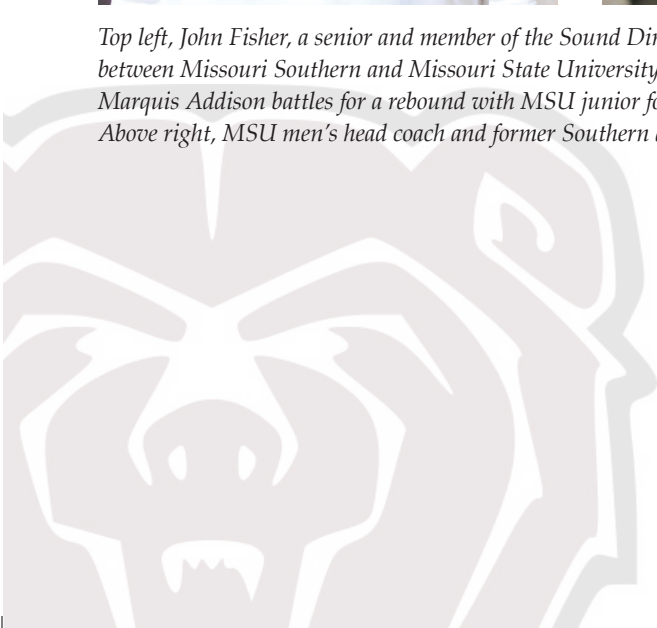 Top left, John Fisher, a senior and member of the Sound
between Missouri Southern and Missouri State University
Marquis Addison battles for a rebound with MSU junior
Above right, MSU men's head coach and former Southern